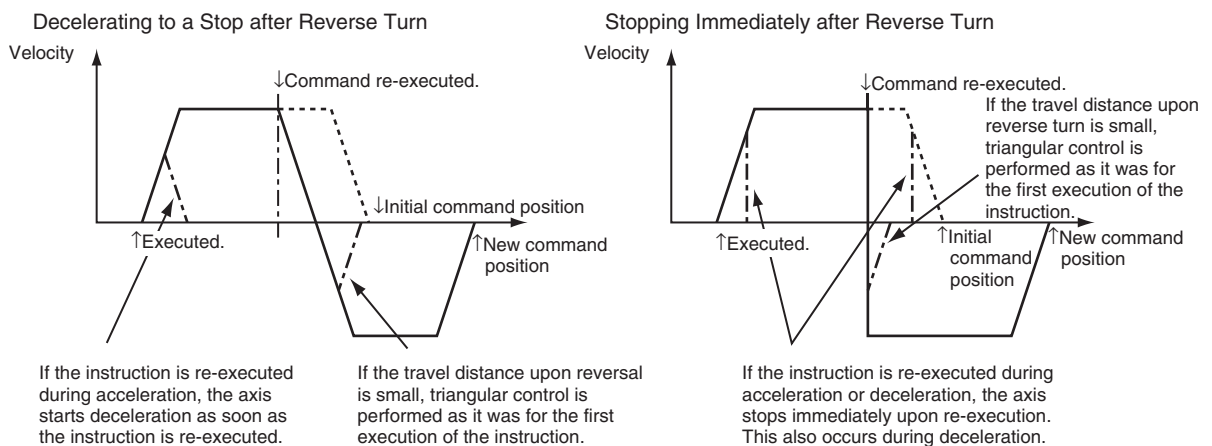 Decelerating to a Stop after Reverse Turn
Velocity
↓Command re-executed.
↓Initial command position
↑Executed.
↑New command
position
If the instruction is re-executed
during acceleration, the axis
starts deceleration as soon as
the instruction is re-executed.
If the travel distance upon reversal
is small, triangular control is
performed as it was for the first
execution of the instruction.
Stopping Immediately after Reverse Turn
Velocity
↓Command re-executed.
If the travel distance upon
reverse turn is small,
triangular control is
performed as it was for
the first execution of the
instruction.
↑Executed.
↑Initial
command
position
↑New command
position
If the instruction is re-executed during
acceleration or deceleration, the axis
stops immediately upon re-execution.
This also occurs during deceleration.